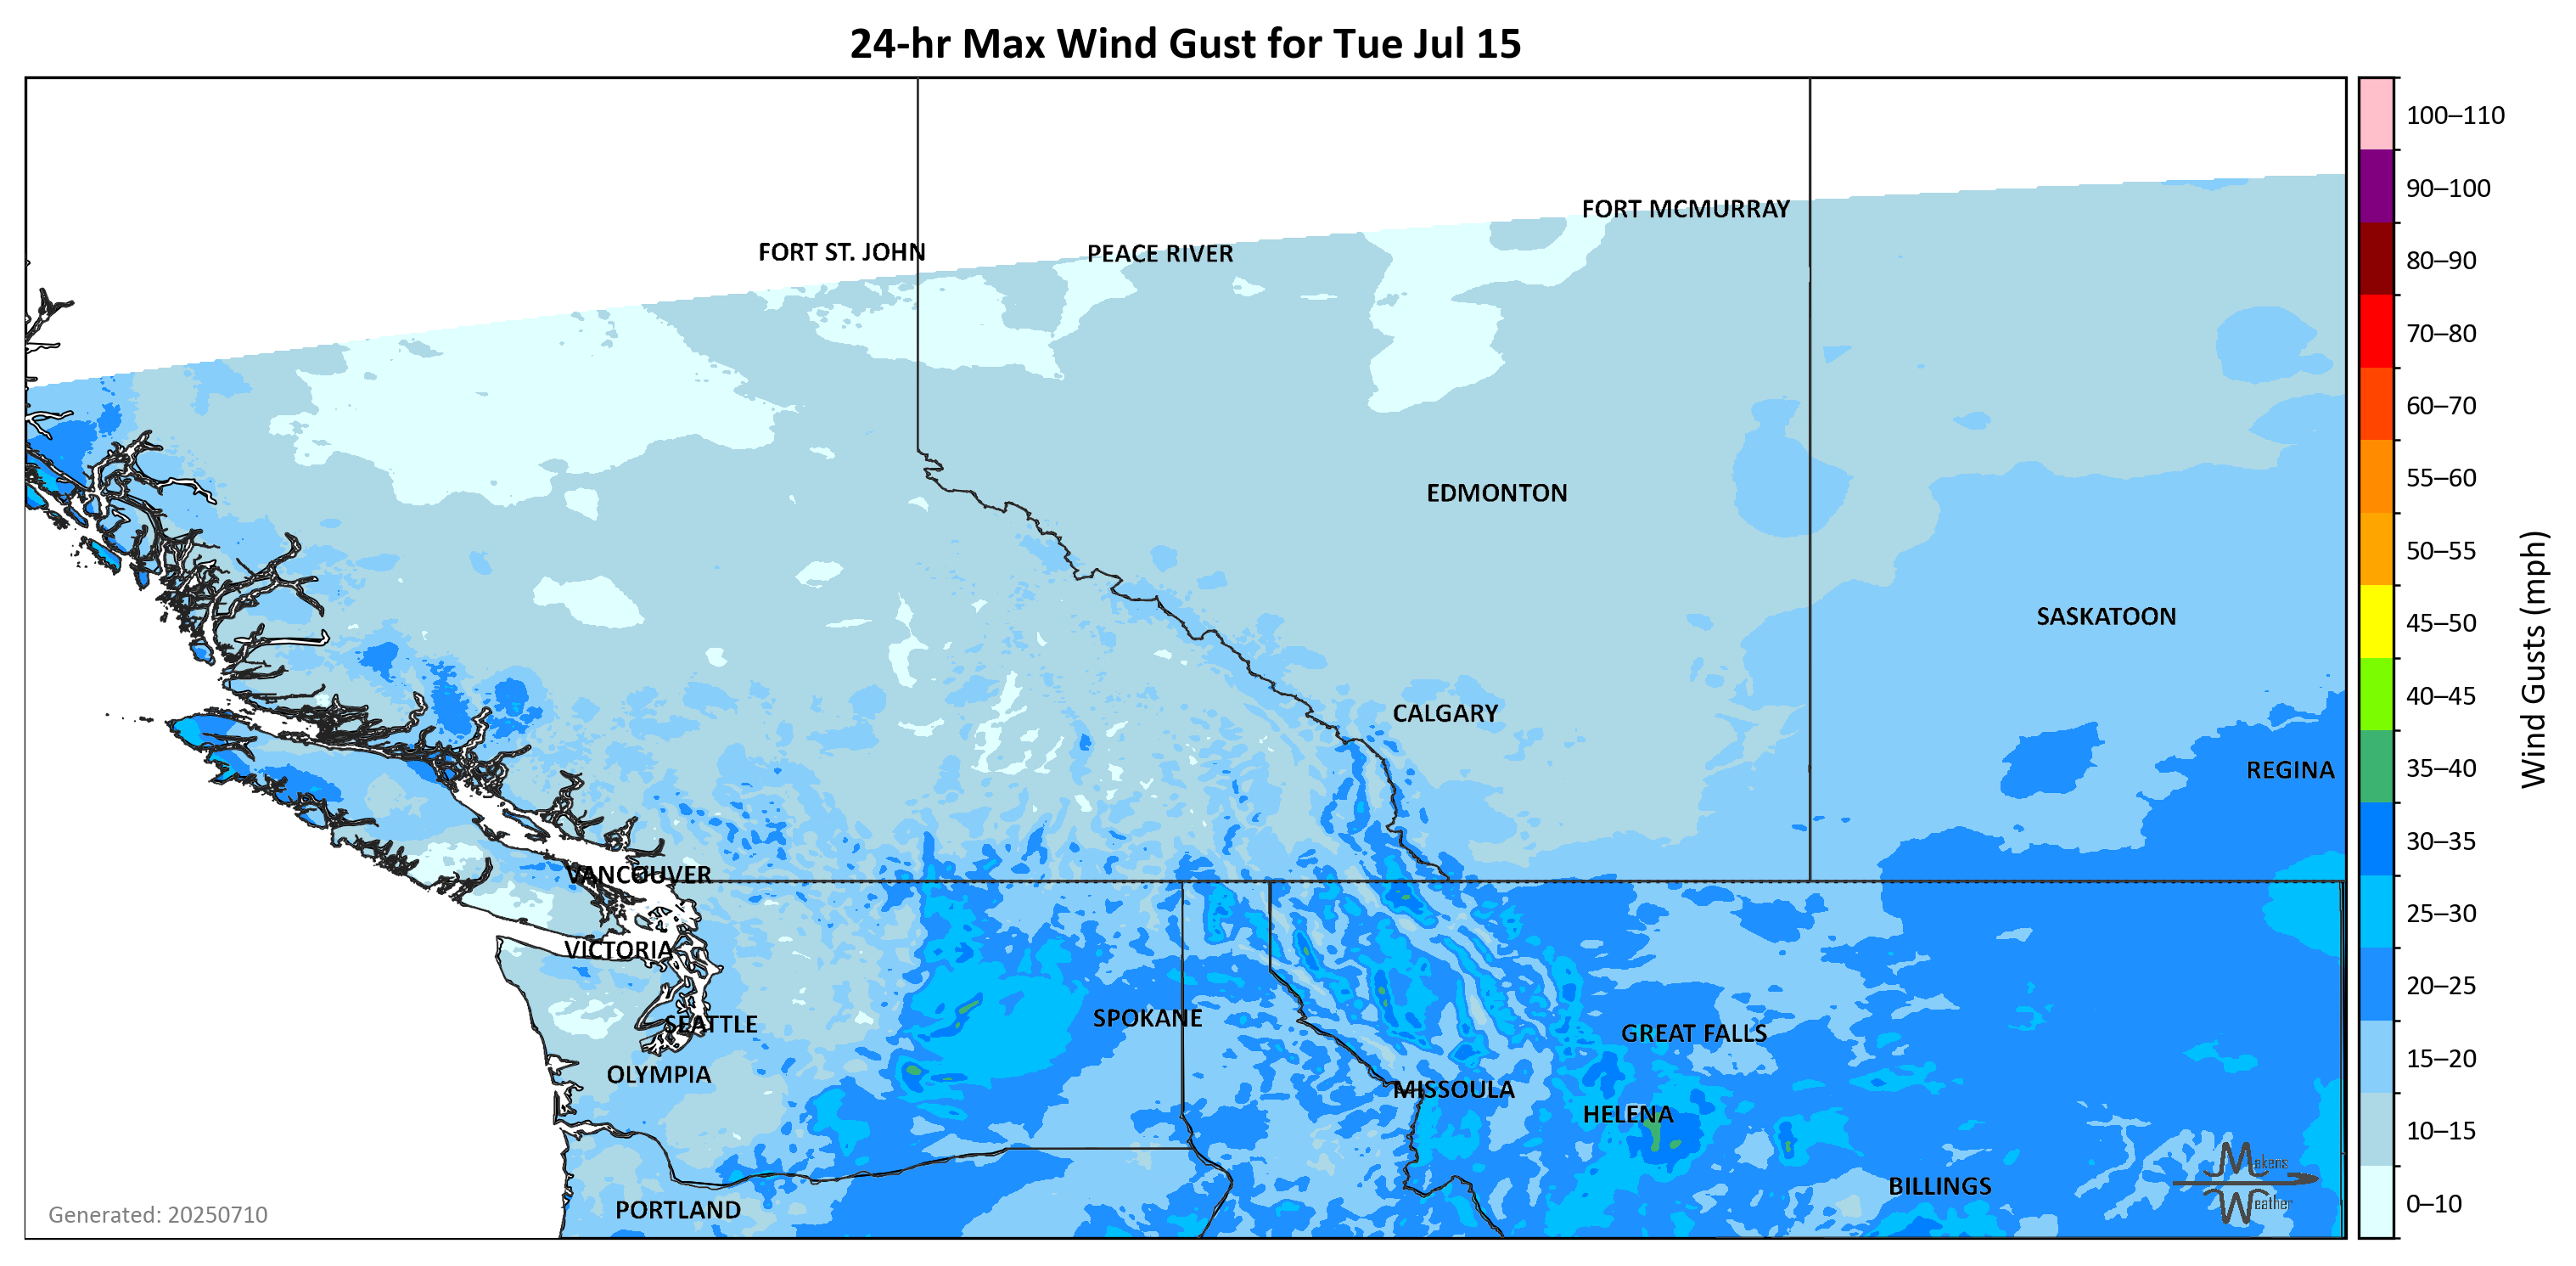 24-hr Max Wind Gust for Tue Jul 15
100–110
90–100
80–90
70–80
60–70
55–60
50–55
45–50
40–45
35–40
30–35
25–30
20–25
15–20
10–15
0–10
Wind Gusts (mph)
FORT MCMURRAY
FORT ST. JOHN
PEACE RIVER
EDMONTON
SASKATOON
CALGARY
REGINA
VANCOUVER
VICTORIA
SEATTLE
SPOKANE
GREAT FALLS
OLYMPIA
MISSOULA
HELENA
BILLINGS
PORTLAND
Makens
Weather
Generated: 20250710